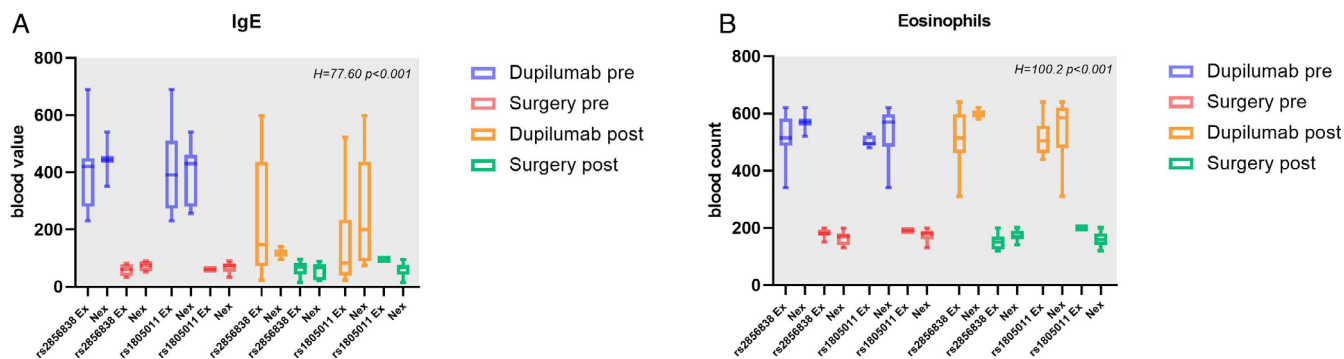 A
IgE
blood value
800
600
400
200
0
H=77.60 p<0.001
rs2856838 Ex
Nex
rs2856838 Ex
Nex
rs1805011 Ex
Nex
rs1805011 Ex
Nex
rs2856838 Ex
Nex
rs2856838 Ex
Nex
rs1805011 Ex
Nex
rs1805011 Ex
Nex
Dupilumab pre
Surgery pre
Dupilumab post
Surgery post
B
Eosinophils
blood count
800
600
400
200
0
H=100.2 p<0.001
rs2856838 Ex
Nex
rs2856838 Ex
Nex
rs1805011 Ex
Nex
rs1805011 Ex
Nex
rs2856838 Ex
Nex
rs2856838 Ex
Nex
rs1805011 Ex
Nex
rs1805011 Ex
Nex
Dupilumab pre
Surgery pre
Dupilumab post
Surgery post